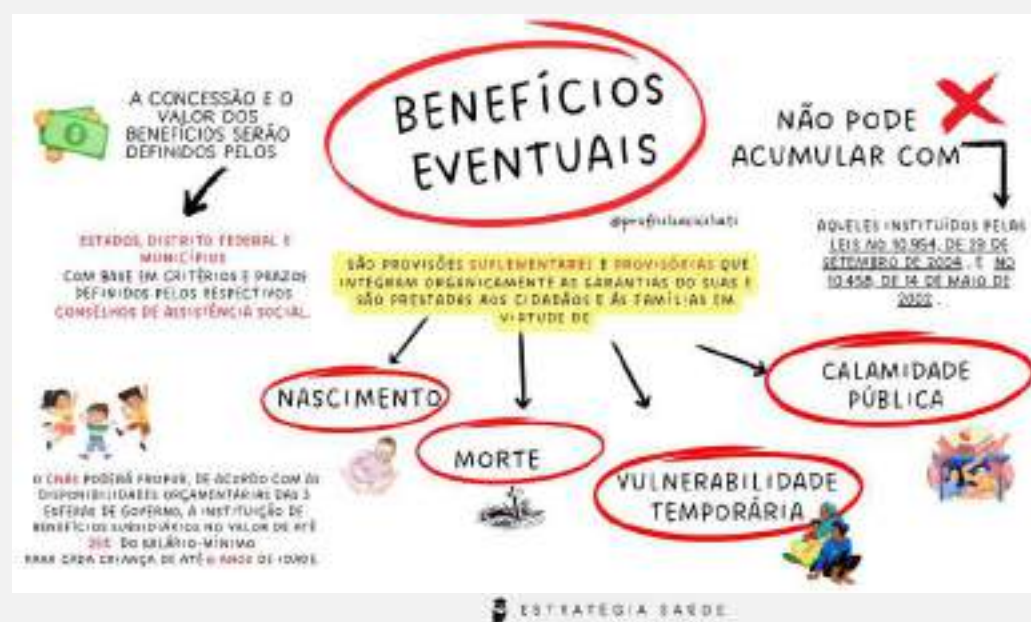 BENEFÍCIOS
EVENTUAIS
A CONCESSÃO E O
VALOR DOS
BENEFÍCIOS SERÃO
DEFINIDOS PELOS
ESTADOS, DISTRITO FEDERAL E
MUNICÍPIOS
COM BASE EM CRITÉRIOS E PRAZOS
DEFINIDOS PELOS RESPECTIVOS
CONSELHOS DE ASSISTÊNCIA SOCIAL.
NÃO PODE
ACUMULAR COM
AQUELES INSTITUÍDOS PELAS
LEIS NO 10.954, DE 29 DE
SETEMBRO DE 2004, E NO
10.458, DE 14 DE MAIO DE
2002.
SÃO PROVISÕES SUPLEMENTARES E PROVISÓRIAS QUE
INTEGRAM ORGANICAMENTE AS GARANTIAS DO SUAS E
SÃO PRESTADAS AOS CIDADÃOS E ÀS FAMÍLIAS EM
VIRTUDE DE
NASCIMENTO
MORTE
VULNERABILIDADE
TEMPORÁRIA
CALAMIDADE
PÚBLICA
O CNAS PODERÁ PROPOR, DE ACORDO COM AS
DISPONIBILIDADES ORÇAMENTÁRIAS DAS 3
ESFERAS DE GOVERNO, A INSTITUIÇÃO DE
BENEFÍCIOS SUBSIDIÁRIOS NO VALOR DE ATÉ
25% DO SALÁRIO-MÍNIMO
PARA CADA CRIANÇA DE ATÉ 6 ANOS DE IDADE
ESTRATÉGIA SAÚDE